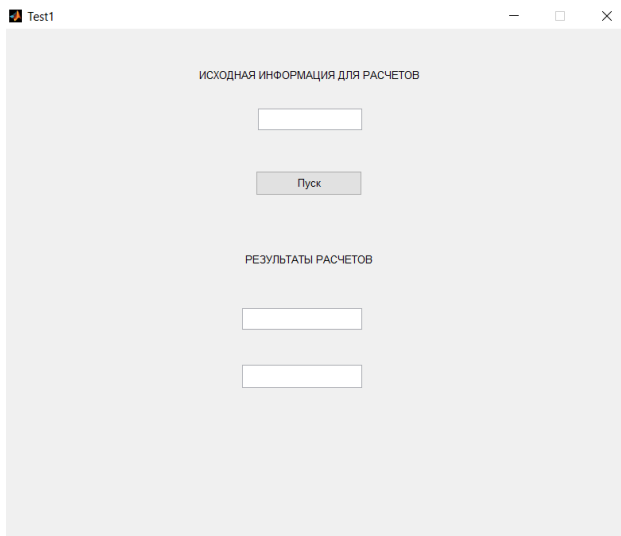 Test1
ИСХОДНАЯ ИНФОРМАЦИЯ ДЛЯ РАСЧЕТОВ
Пуск
РЕЗУЛЬТАТЫ РАСЧЕТОВ